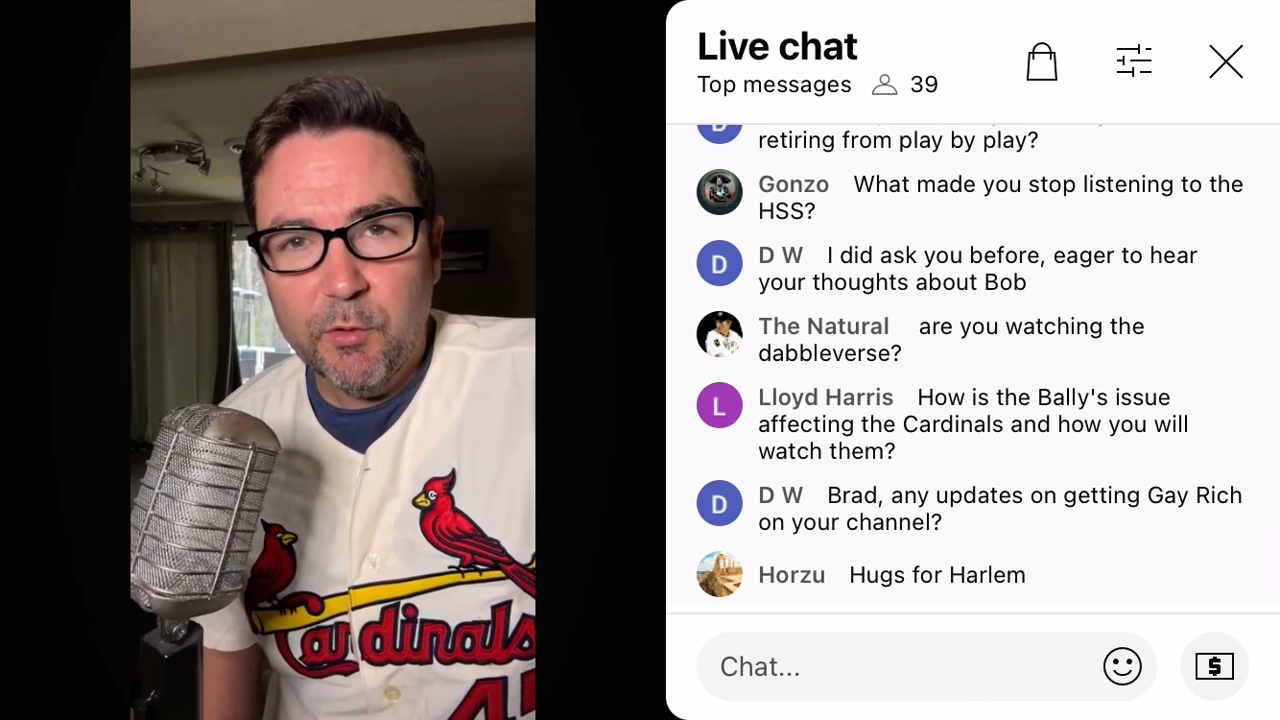 Live chat
Top messages 39
retiring from play by play?
Gonzo What made you stop listening to the
HSS?
D W I did ask you before, eager to hear
your thoughts about Bob
The Natural are you watching the
dabbleverse?
Lloyd Harris How is the Bally's issue
affecting the Cardinals and how you will
watch them?
D W Brad, any updates on getting Gay Rich
on your channel?
Horzu Hugs for Harlem
Chat...
$
D
D
L
D
Cardinals